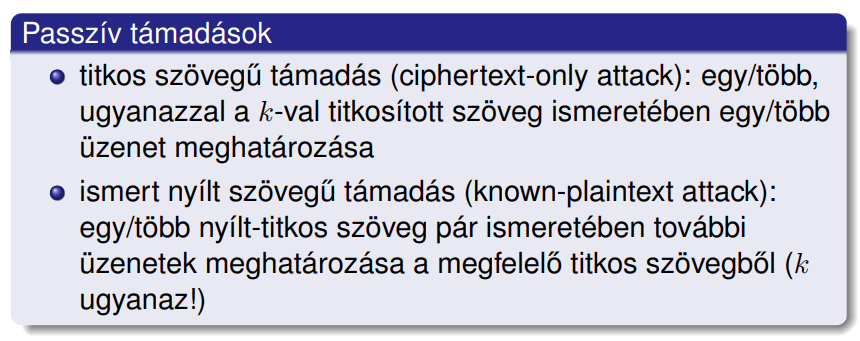 Passzív támadások
titkos szövegű támadás (ciphertext-only attack): egy/több,
ugyanazzal a k-val titkosított szöveg ismeretében egy/több
üzenet meghatározása
ismert nyílt szövegű támadás (known-plaintext attack):
egy/több nyílt-titkos szöveg pár ismeretében további
üzenetek meghatározása a megfelelő titkos szövegből (k
ugyanaz!)